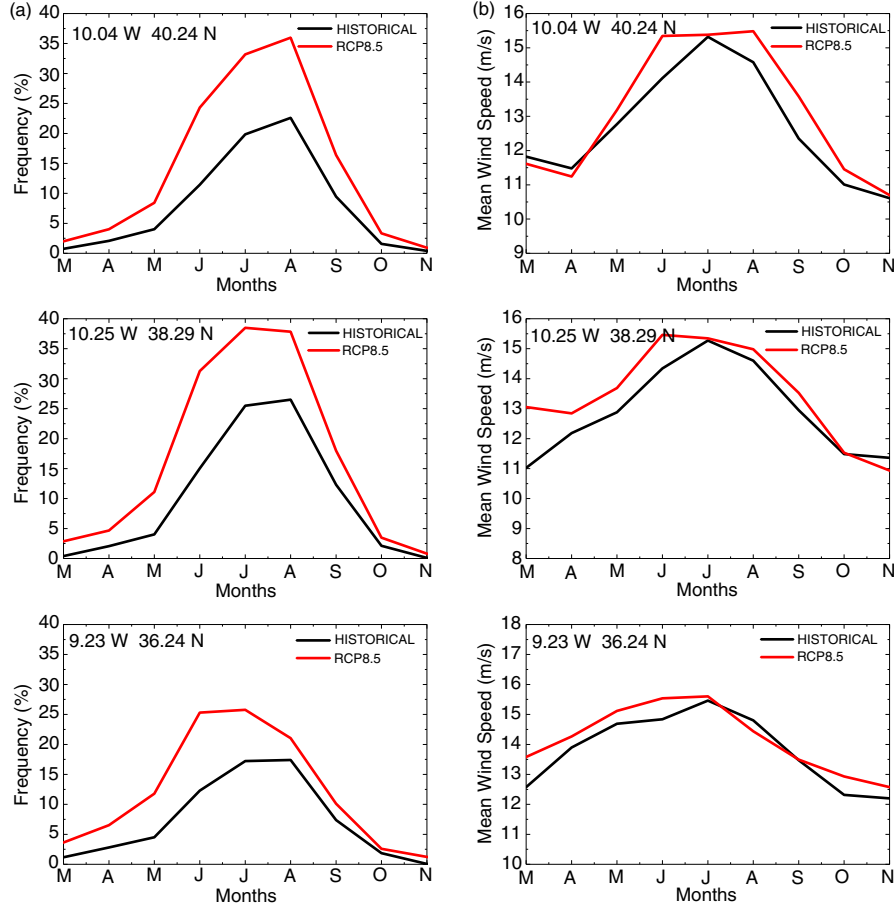 (a)
10.04 W 40.24 N
HISTORICAL
RCP8.5
Frequency (%)
40
35
30
25
20
15
10
5
0
M A M J J A S O N
Months
(b)
10.04 W 40.24 N
HISTORICAL
RCP8.5
Mean Wind Speed (m/s)
16
15
14
13
12
11
10
9
M A M J J A S O N
Months
10.25 W 38.29 N
HISTORICAL
RCP8.5
Frequency (%)
40
35
30
25
20
15
10
5
0
M A M J J A S O N
Months
10.25 W 38.29 N
HISTORICAL
RCP8.5
Mean Wind Speed (m/s)
16
15
14
13
12
11
10
9
8
M A M J J A S O N
Months
9.23 W 36.24 N
HISTORICAL
RCP8.5
Frequency (%)
40
35
30
25
20
15
10
5
0
M A M J J A S O N
Months
9.23 W 36.24 N
HISTORICAL
RCP8.5
Mean Wind Speed (m/s)
18
17
16
15
14
13
12
11
10
M A M J J A S O N
Months